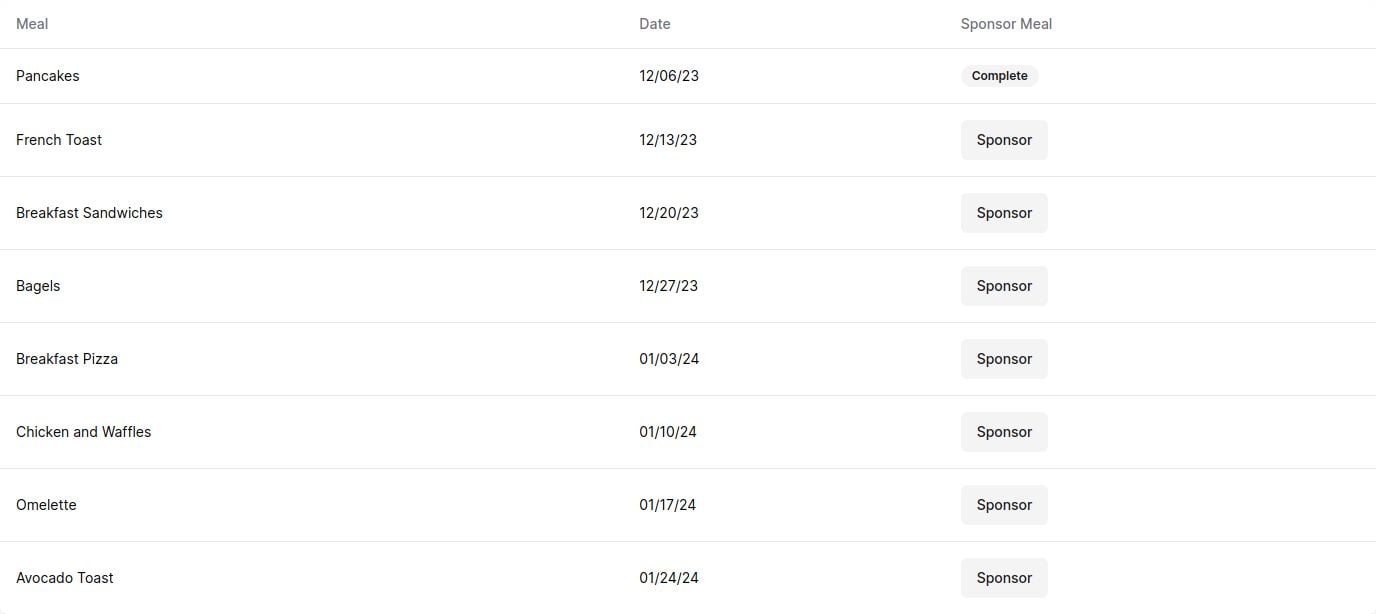 Meal Date Sponsor Meal
Pancakes 12/06/23 Complete
French Toast 12/13/23 Sponsor
Breakfast Sandwiches 12/20/23 Sponsor
Bagels 12/27/23 Sponsor
Breakfast Pizza 01/03/24 Sponsor
Chicken and Waffles 01/10/24 Sponsor
Omelette 01/17/24 Sponsor
Avocado Toast 01/24/24 Sponsor